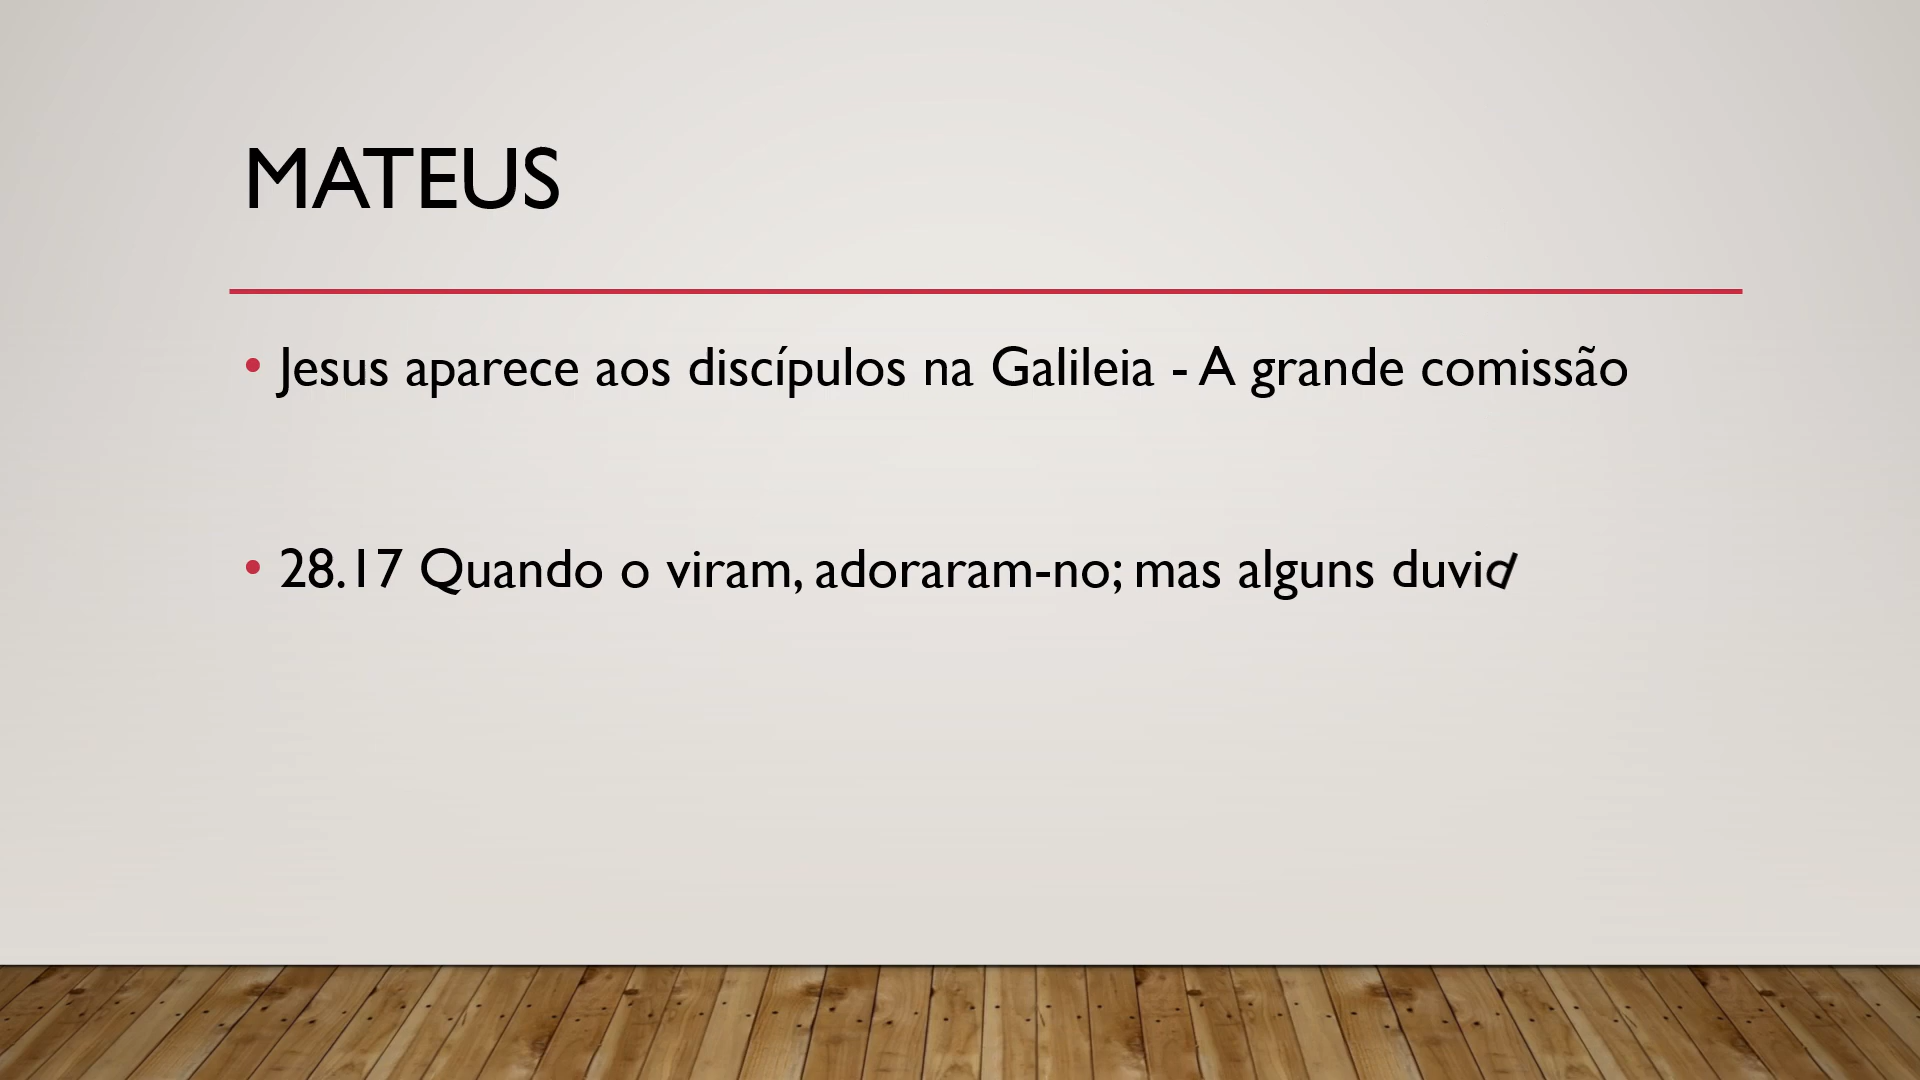 MATEUS
• Jesus aparece aos discípulos na Galileia - A grande comissão
• 28.17 Quando o viram, adoraram-no; mas alguns duvid